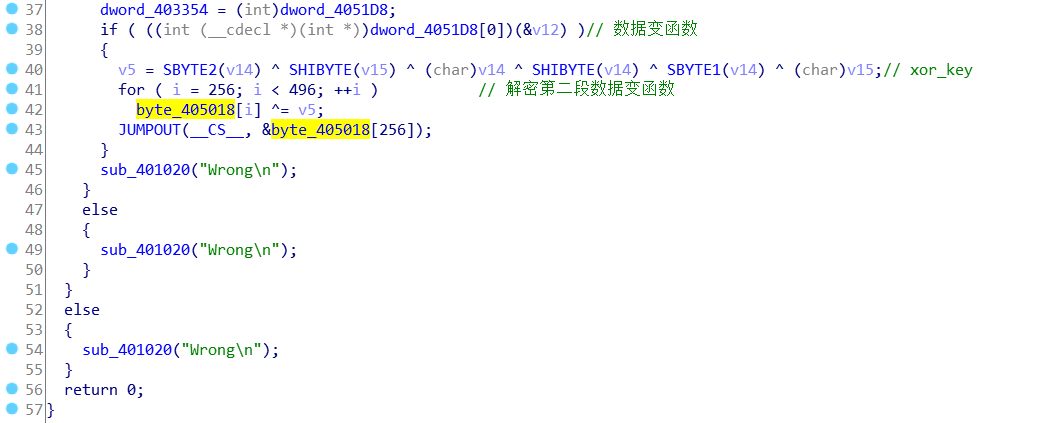 37 dword_403354 = (int)dword_4051D8;
38 if ( ((int (__cdecl *)(int *))dword_4051D8[0])(&v12) )// 数据变函数
39 {
40 v5 = SBYTE2(v14) ^ SHIBYTE(v15) ^ (char)v14 ^ SHIBYTE(v14) ^ SBYTE1(v14) ^ (char)v15;// xor_key
41 for ( i = 256; i < 496; ++i ) // 解密第二段数据变函数
42 byte_405018[i] ^= v5;
43 JUMPOUT(__CS__, &byte_405018[256]);
44 }
45 sub_401020("Wrong\n");
46 }
47 else
48 {
49 sub_401020("Wrong\n");
50 }
51 }
52 else
53 {
54 sub_401020("Wrong\n");
55 }
56 return 0;
57 }